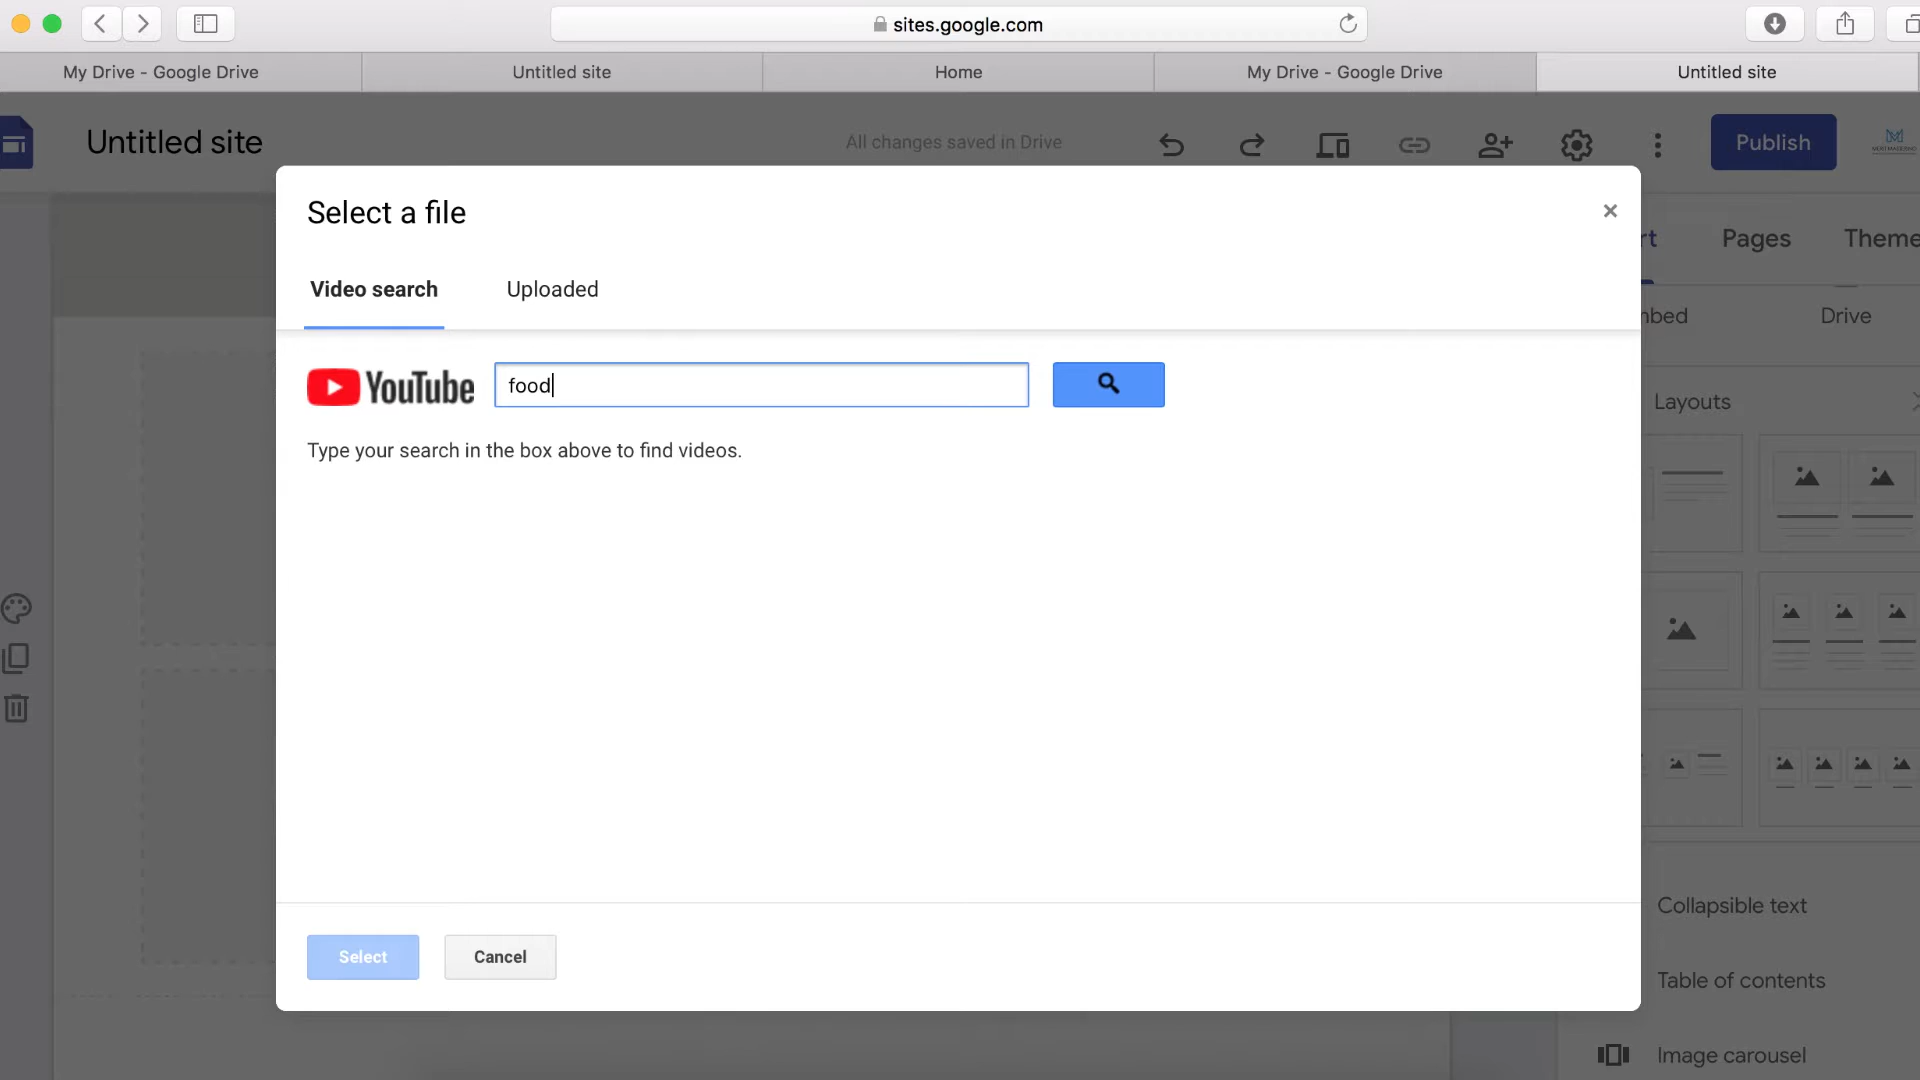 sites.google.com
My Drive - Google Drive
Untitled site
Home
My Drive - Google Drive
Untitled site
Untitled site
All changes saved in Drive
Publish
Select a file
Pages
Theme
Video search
Uploaded
Drive
YouTube
food
Layouts
Type your search in the box above to find videos.
Collapsible text
Select
Cancel
Table of contents
Image carousel